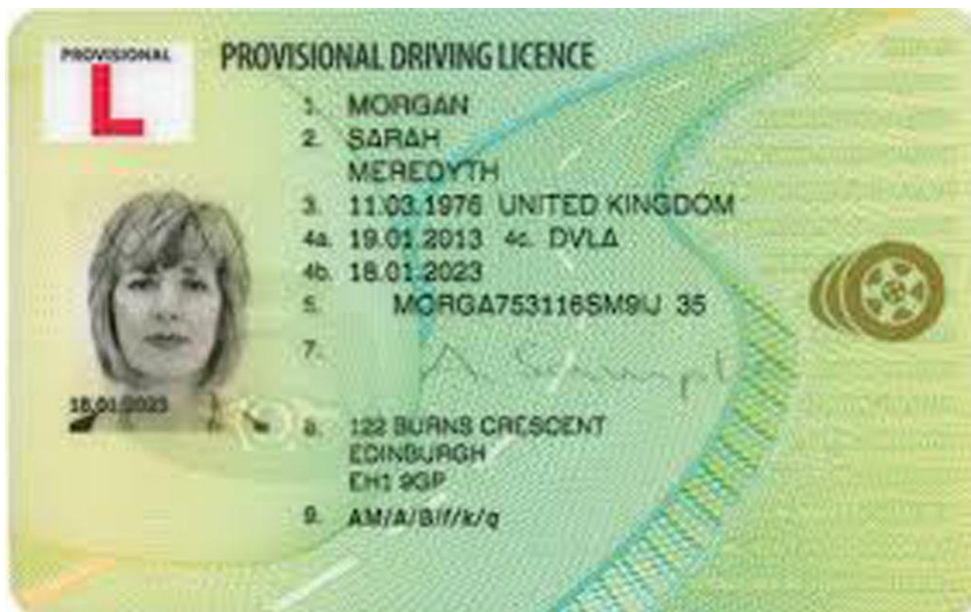 PROVISIONAL
L
PROVISIONAL DRIVING LICENCE
1. MORGAN
2. SARAH
MEREDYTH
3. 11.03.1976 UNITED KINGDOM
4a. 19.01.2013 4c. DVLA
4b. 18.01.2023
5. MORGA753116SM9IJ 35
7.
18.01.2023
8. 122 BURNS CRESCENT
EDINBURGH
EH1 9GP
9. AM/A/B/f/k/q